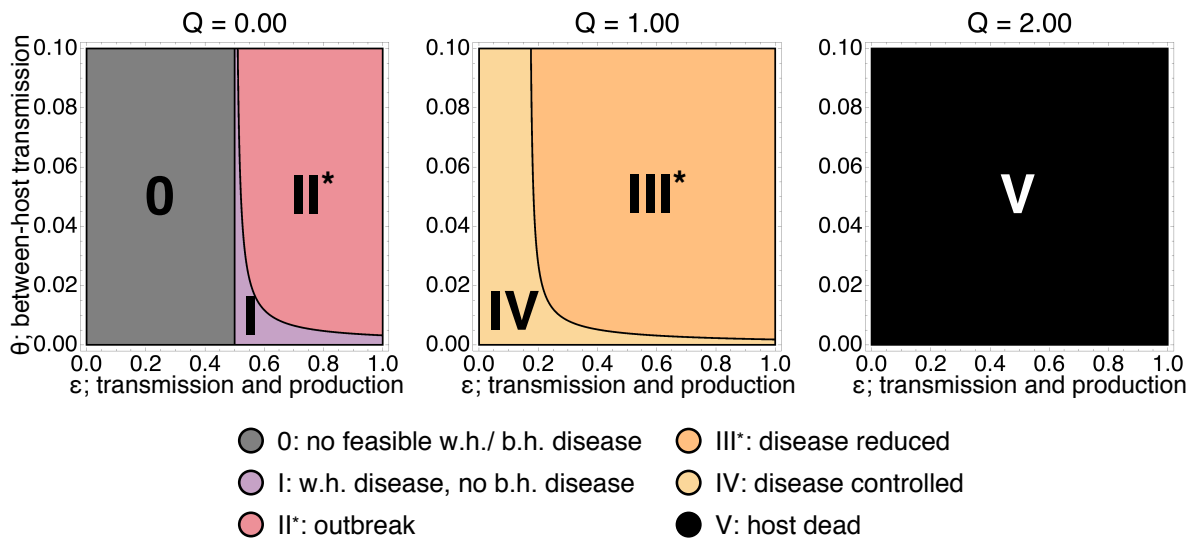 Q = 0.00
Q = 1.00
Q = 2.00
θ; between-host transmission
0.10
0.08
0.06
0.04
0.02
0.00
0
I
II*
0.0 0.2 0.4 0.6 0.8 1.0
ε; transmission and production
0.10
0.08
0.06
0.04
0.02
0.00
III*
IV
0.0 0.2 0.4 0.6 0.8 1.0
ε; transmission and production
0.10
0.08
0.06
0.04
0.02
0.00
V
0.0 0.2 0.4 0.6 0.8 1.0
ε; transmission and production
0: no feasible w.h./ b.h. disease
I: w.h. disease, no b.h. disease
II*: outbreak
III*: disease reduced
IV: disease controlled
V: host dead